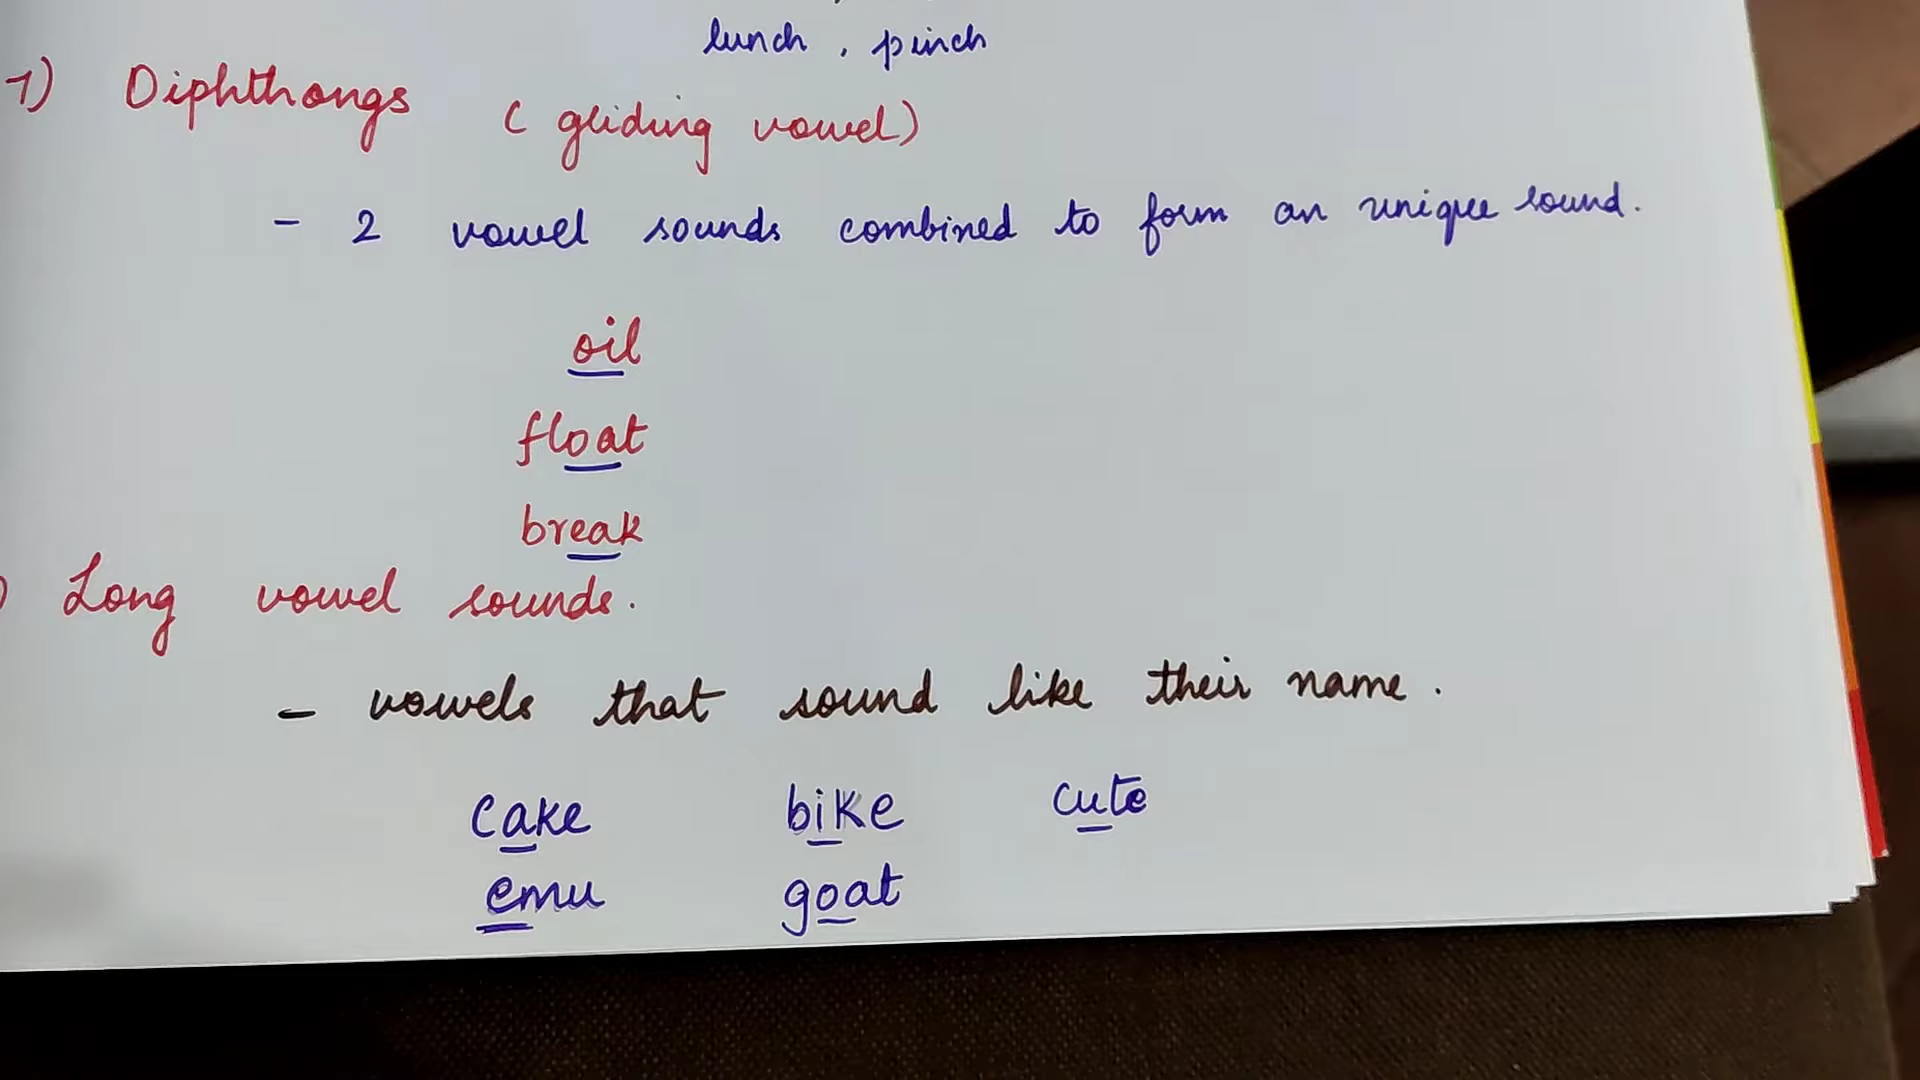 lunch, pinch
7) Diphthongs (gliding vowel)
- 2 vowel sounds combined to form an unique sound.
oil
float
break
) Long vowel sounds.
- vowels that sound like their name.
cake bike cute
emu goat